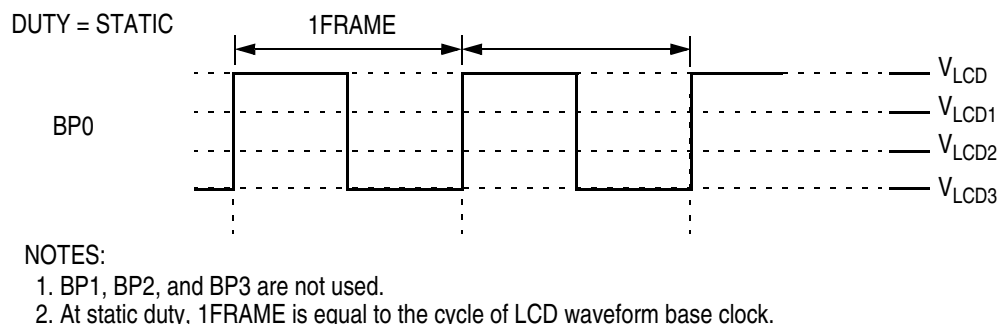 DUTY = STATIC
1FRAME
VLCD
VLCD1
BP0
VLCD2
VLCD3
NOTES:
1. BP1, BP2, and BP3 are not used.
2. At static duty, 1FRAME is equal to the cycle of LCD waveform base clock.